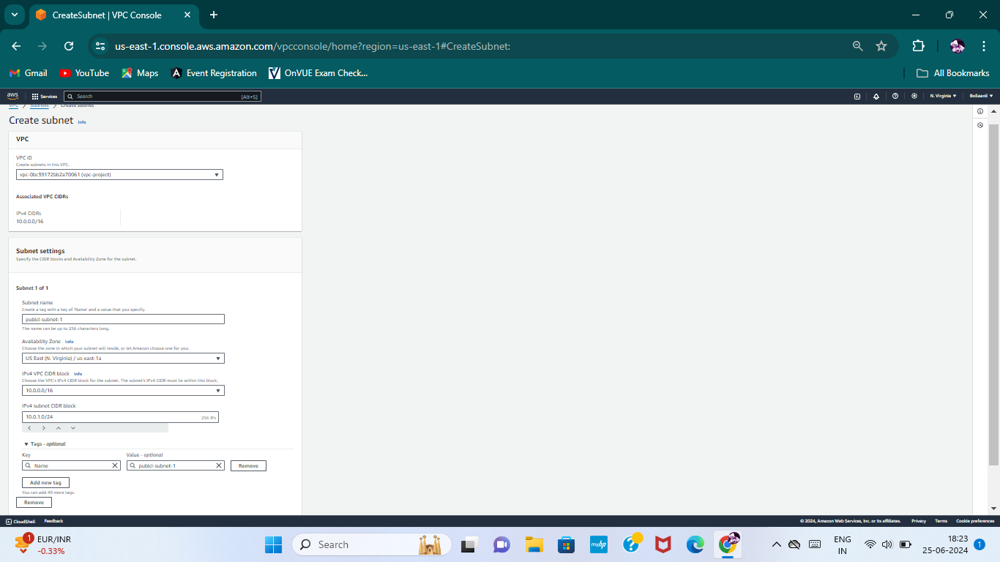 CreateSubnet | VPC Console
us-east-1.console.aws.amazon.com/vpcconsole/home?region=us-east-1#CreateSubnet:
Gmail YouTube Maps Event Registration OnVUE Exam Check... All Bookmarks
aws Services Search [Alt+S] N. Virginia Bollaanil
VPC Subnets Create subnet
Create subnet Info
VPC
VPC ID
Create subnets in this VPC.
vpc-0bc39172bb2a70061 (vpc-project)
Associated VPC CIDRs
IPv4 CIDRs
10.0.0.0/16
Subnet settings
Specify the CIDR blocks and Availability Zone for the subnet.
Subnet 1 of 1
Subnet name
Create a tag with a key of 'Name' and a value that you specify.
publci-subnet-1
The name can be up to 256 characters long.
Availability Zone Info
Choose the zone in which your subnet will reside, or let Amazon choose one for you.
US East (N. Virginia) / us-east-1a
IPv4 VPC CIDR block Info
Choose the VPC's IPv4 CIDR block for the subnet. The subnet's IPv4 CIDR must lie within this block.
10.0.0.0/16
IPv4 subnet CIDR block
10.0.1.0/24 256 IPs
Tags - optional
Key Value - optional
Name publci-subnet-1 Remove
Add new tag
You can add 49 more tags.
Remove
CloudShell Feedback © 2024, Amazon Web Services, Inc. or its affiliates. Privacy Terms Cookie preferences
1 EUR/INR
-0.33%
Search
myhp
ENG
IN
18:23
25-06-2024
1